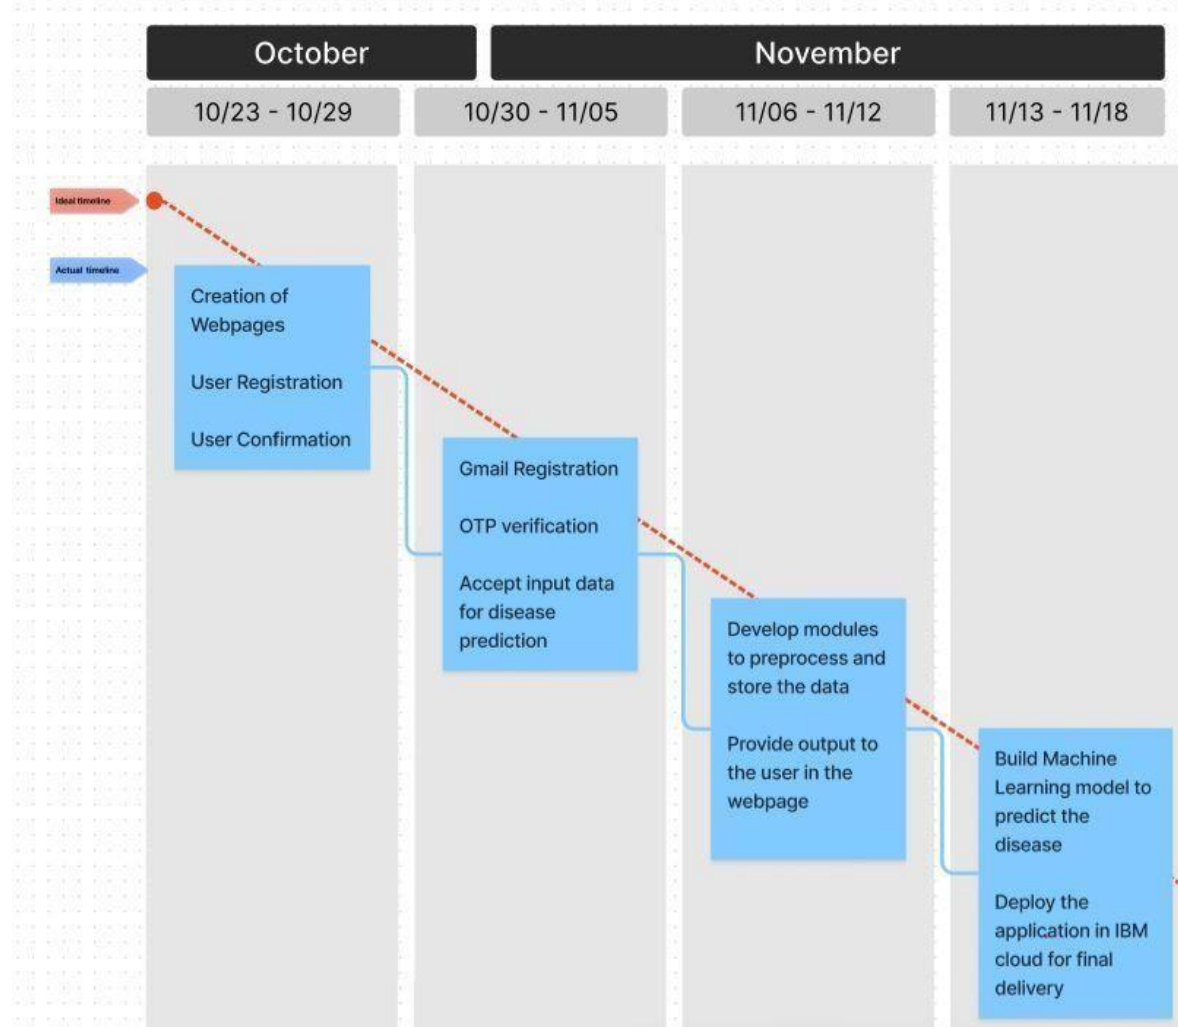 October
November
10/23 - 10/29
10/30 - 11/05
11/06 - 11/12
11/13 - 11/18
Ideal timeline
Actual timeline
Creation of
Webpages
User Registration
User Confirmation
Gmail Registration
OTP verification
Accept input data
for disease
prediction
Develop modules
to preprocess and
store the data
Provide output to
the user in the
webpage
Build Machine
Learning model to
predict the
disease
Deploy the
application in IBM
cloud for final
delivery